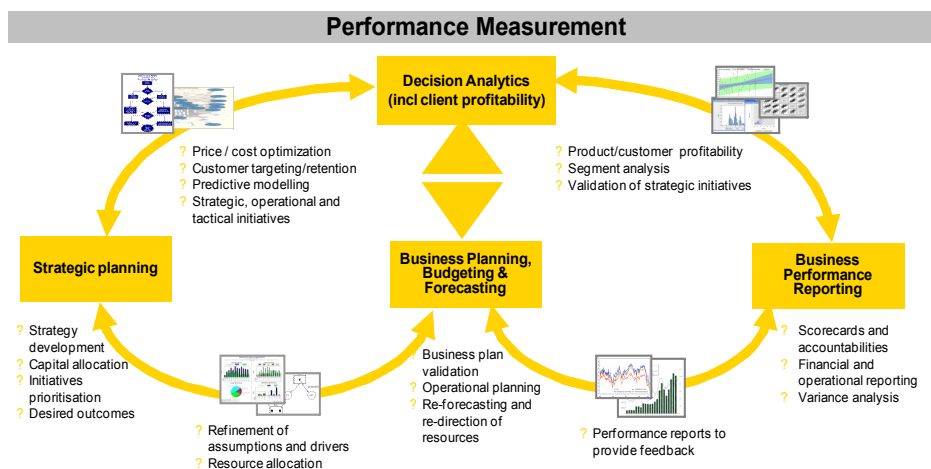 Performance Measurement
Decision Analytics
(incl client profitability)
? Price / cost optimization
? Customer targeting/retention
? Predictive modelling
? Strategic, operational and
tactical initiatives
? Product/customer profitability
? Segment analysis
? Validation of strategic initiatives
Strategic planning
Business Planning,
Budgeting &
Forecasting
Business
Performance
Reporting
? Strategy
development
? Capital allocation
? Initiatives
prioritisation
? Desired outcomes
? Refinement of
assumptions and drivers
? Resource allocation
? Business plan
validation
? Operational planning
? Re-forecasting and
re-direction of
resources
? Performance reports to
provide feedback
? Scorecards and
accountabilities
? Financial and
operational reporting
? Variance analysis